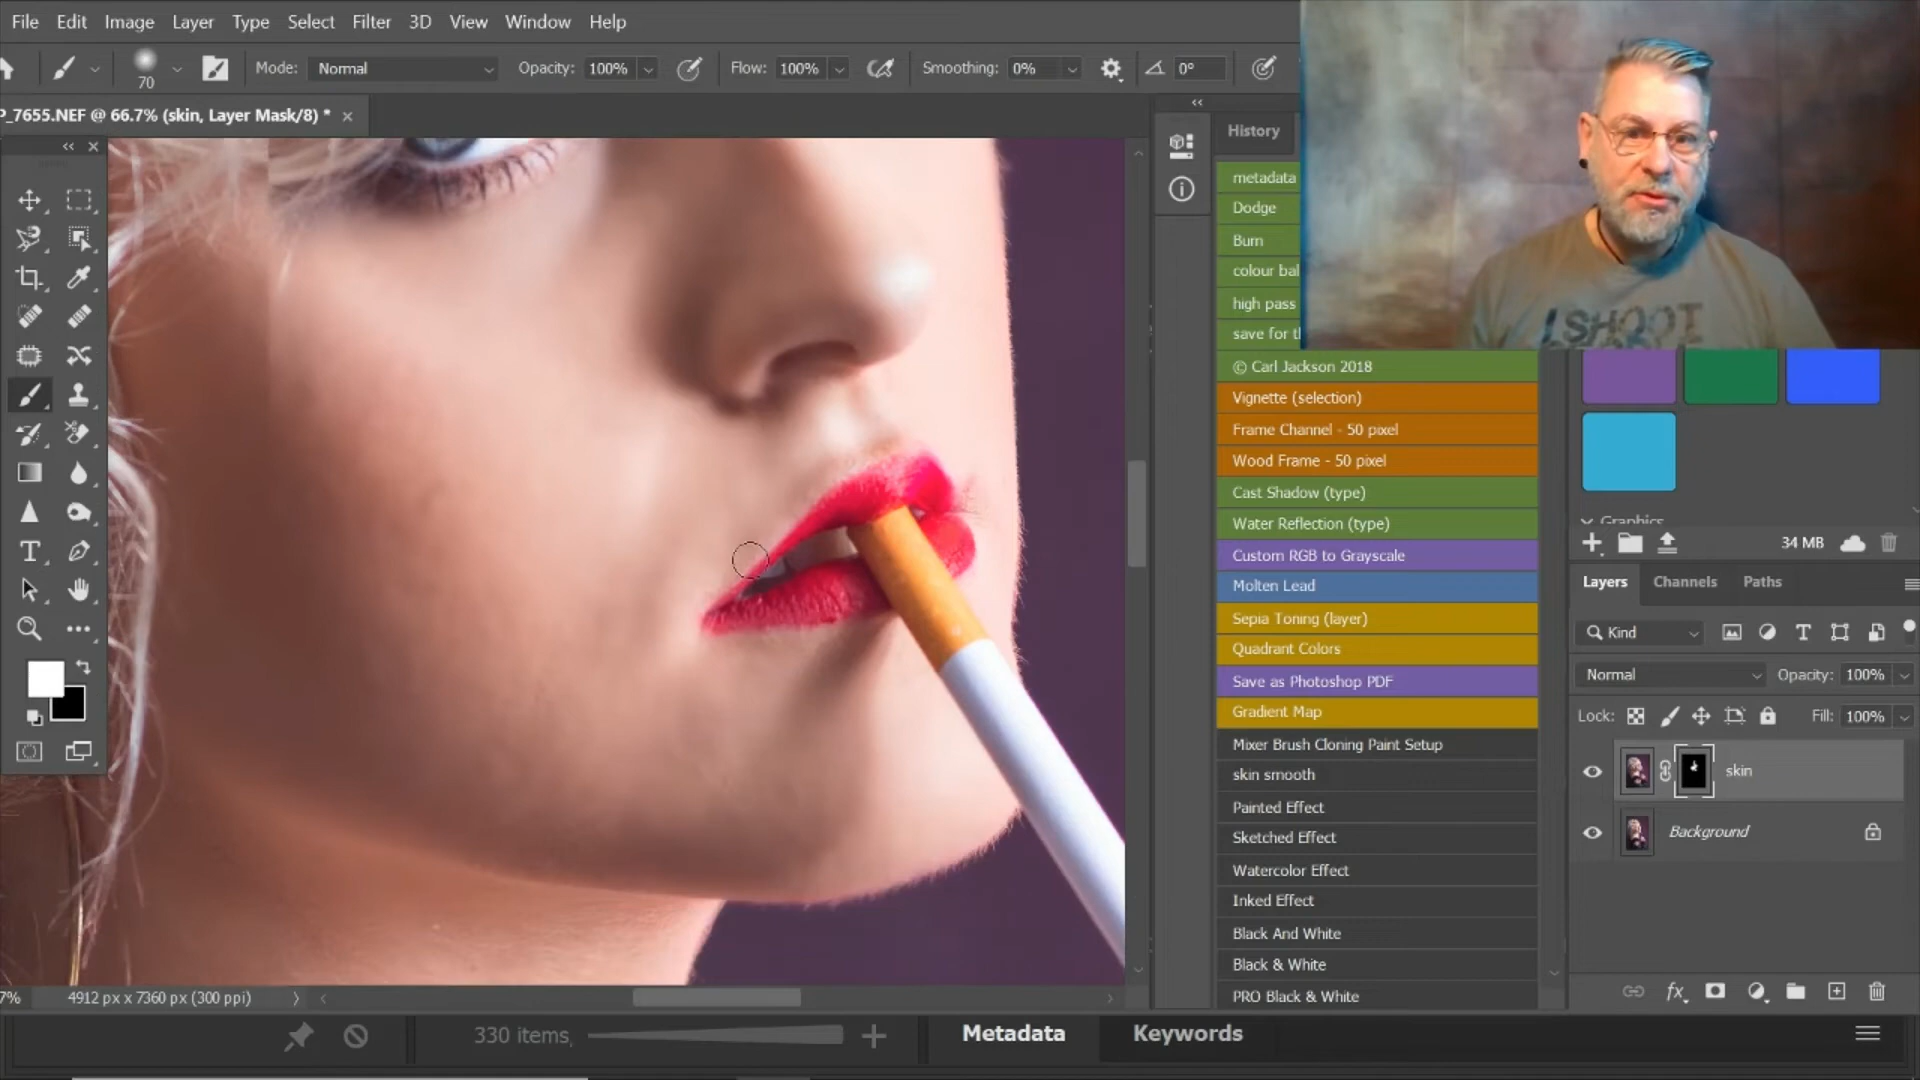 File Edit Image Layer Type Select Filter 3D View Window Help
70 Mode: Normal Opacity: 100% Flow: 100% Smoothing: 0% 0°
P_7655.NEF @ 66.7% (skin, Layer Mask/8) *
History
metadata
Dodge
Burn
colour bal
high pass
save for th
© Carl Jackson 2018
Vignette (selection)
Frame Channel - 50 pixel
Wood Frame - 50 pixel
Cast Shadow (type)
Water Reflection (type)
Custom RGB to Grayscale
Molten Lead
Sepia Toning (layer)
Quadrant Colors
Save as Photoshop PDF
Gradient Map
Mixer Brush Cloning Paint Setup
skin smooth
Painted Effect
Sketched Effect
Watercolor Effect
Inked Effect
Black And White
Black & White
PRO Black & White
I SHOOT
Graphics
34 MB
Layers Channels Paths
Kind
Normal Opacity: 100%
Lock: Fill: 100%
skin
Background
7% 4912 px x 7360 px (300 ppi)
330 items,
Metadata Keywords